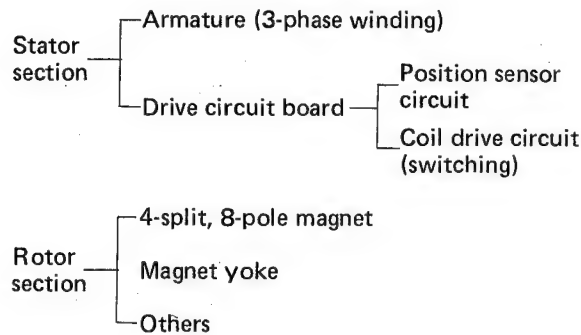 Stator
section
Armature (3-phase winding)
Drive circuit board
Position sensor
circuit
Coil drive circuit
(switching)
Rotor
section
4-split, 8-pole magnet
Magnet yoke
Others